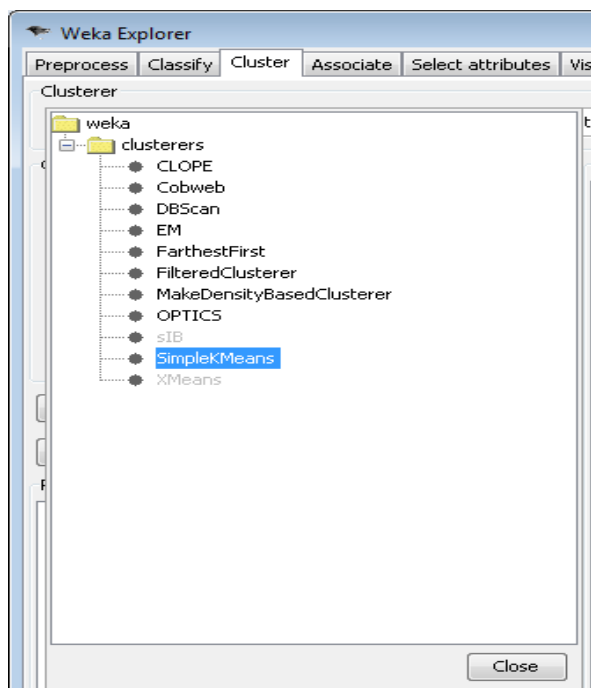 Weka Explorer
Preprocess Classify Cluster Associate Select attributes Vis
Clusterer
weka
clusterers
CLOPE
Cobweb
DBScan
EM
FarthestFirst
FilteredClusterer
MakeDensityBasedClusterer
OPTICS
sIB
SimpleKMeans
XMeans
Close